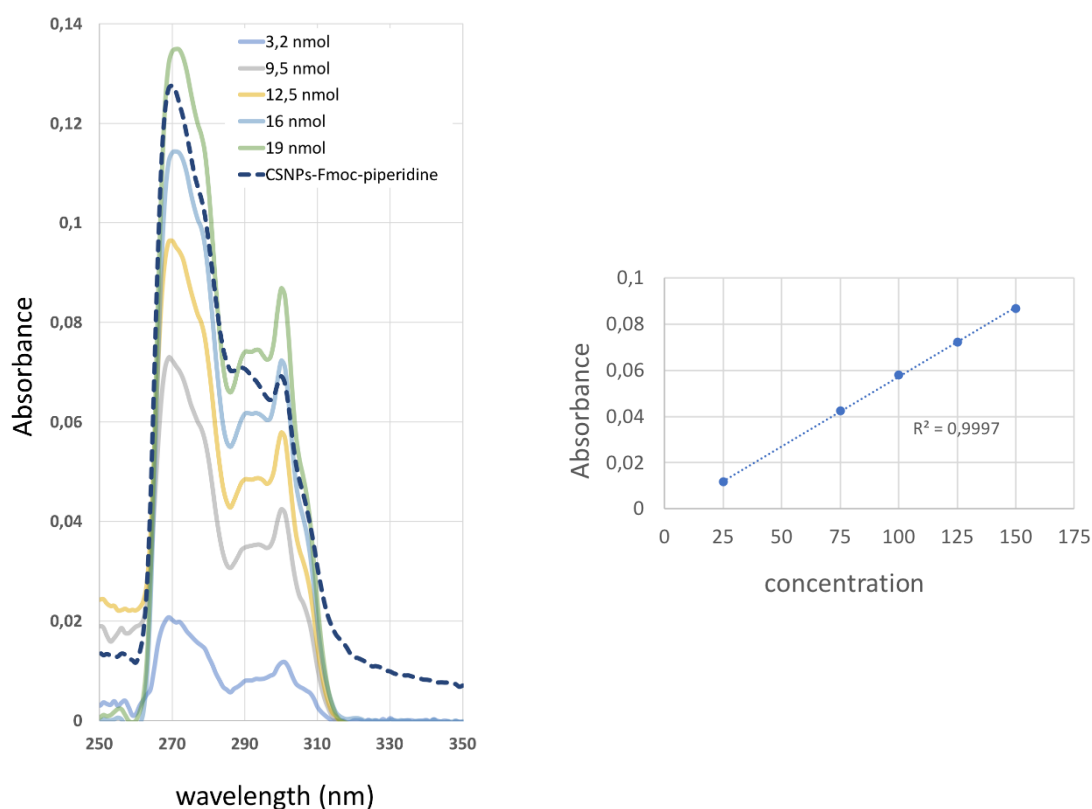 0,14
0,12
0,1
0,08
0,06
0,04
0,02
0
Absorbance
250 270 290 310 330 350
wavelength (nm)
3,2 nmol
9,5 nmol
12,5 nmol
16 nmol
19 nmol
CSNPs-Fmoc-piperidine
0,1
0,08
0,06
0,04
0,02
0
Absorbance
R² = 0,9997
0 25 50 75 100 125 150 175
concentration